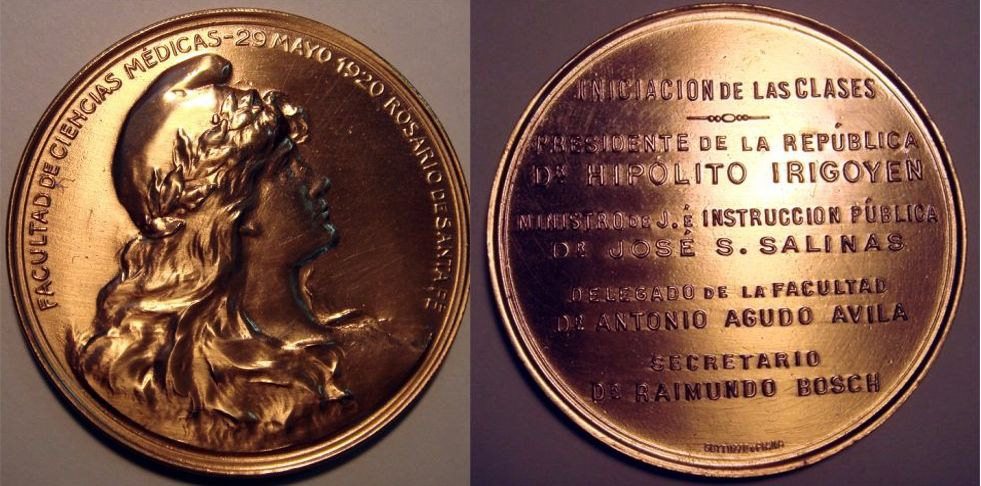 FACULTAD DE CIENCIAS MÉDICAS-29 MAYO 1920 ROSARIO DE SANTA FE
INICIACION DE LAS CLASES
PRESIDENTE DE LA REPÚBLICA
DR HIPÓLITO IRIGOYEN
MINISTRO DE J. É INSTRUCCION PÚBLICA
DR JOSÉ S. SALINAS
DELEGADO DE LA FACULTAD
DR ANTONIO AGUDO AVILA
SECRETARIO
DR RAIMUNDO BOSCH